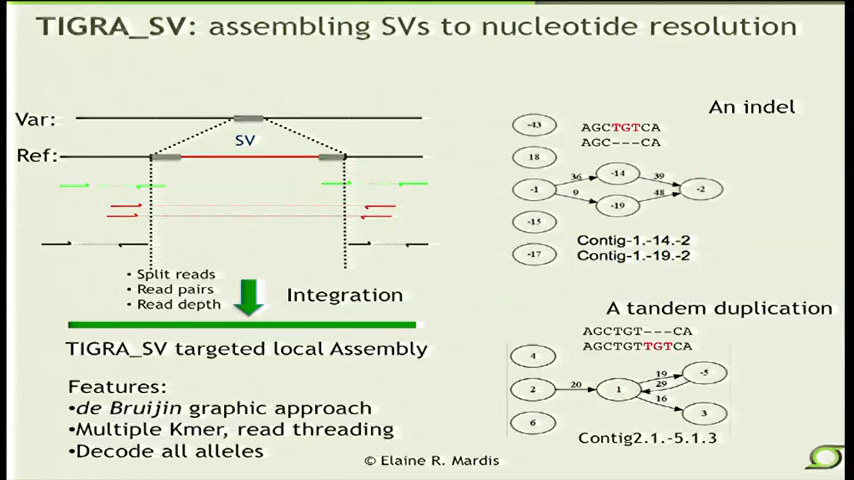 TIGRA_SV: assembling SVs to nucleotide resolution
Var:
SV
Ref:
• Split reads
• Read pairs
• Read depth
Integration
TIGRA_SV targeted local Assembly
Features:
•de Bruijin graphic approach
•Multiple Kmer, read threading
•Decode all alleles
© Elaine R. Mardis
An indel
AGCTGTCA
AGC---CA
-43
18
-1
-15
-17
36
9
-14
-19
39
48
-2
Contig-1.-14.-2
Contig-1.-19.-2
A tandem duplication
AGCTGT---CA
AGCTGTTGTCA
4
2
6
20
1
19
29
16
-5
3
Contig2.1.-5.1.3